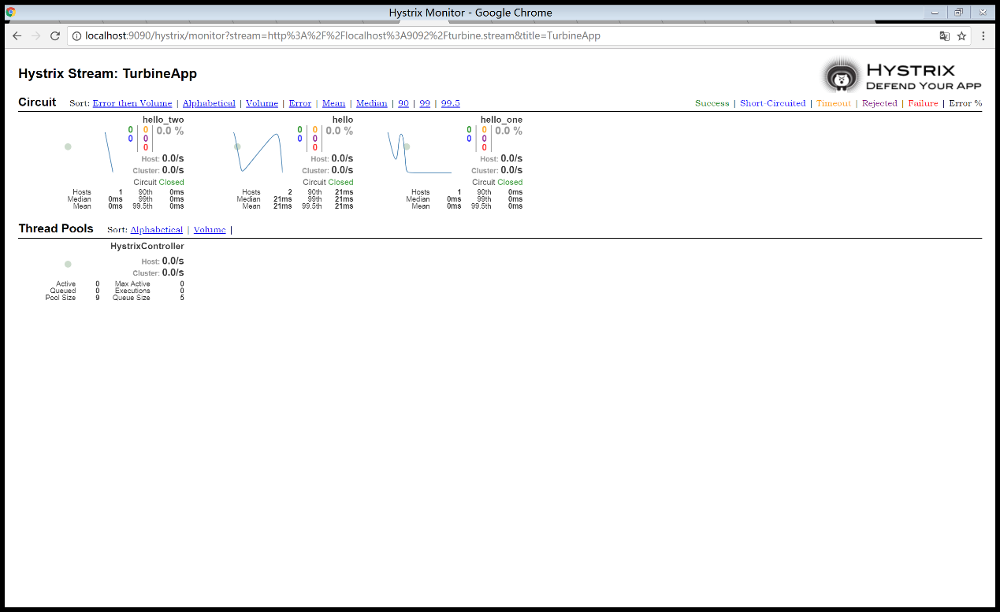 Hystrix Monitor - Google Chrome
localhost:9090/hystrix/monitor?stream=http%3A%2F%2Flocalhost%3A9092%2Fturbine.stream&title=TurbineApp
Hystrix Stream: TurbineApp
HYSTRIX
DEFEND YOUR APP
Circuit Sort: Error then Volume | Alphabetical | Volume | Error | Mean | Median | 90 | 99 | 99.5
Success | Short-Circuited | Timeout | Rejected | Failure | Error %
hello_two
0 0 0.0 %
0 0
0
Host: 0.0/s
Cluster: 0.0/s
Circuit Closed
Hosts 1 90th 0ms
Median 0ms 99th 0ms
Mean 0ms 99.5th 0ms
hello
0 0 0.0 %
0 0
0
Host: 0.0/s
Cluster: 0.0/s
Circuit Closed
Hosts 2 90th 21ms
Median 21ms 99th 21ms
Mean 21ms 99.5th 21ms
hello_one
0 0 0.0 %
0 0
0
Host: 0.0/s
Cluster: 0.0/s
Circuit Closed
Hosts 1 90th 0ms
Median 0ms 99th 0ms
Mean 0ms 99.5th 0ms
Thread Pools Sort: Alphabetical | Volume |
HystrixController
Host: 0.0/s
Cluster: 0.0/s
Active 0 Max Active 0
Queued 0 Executions 0
Pool Size 9 Queue Size 5